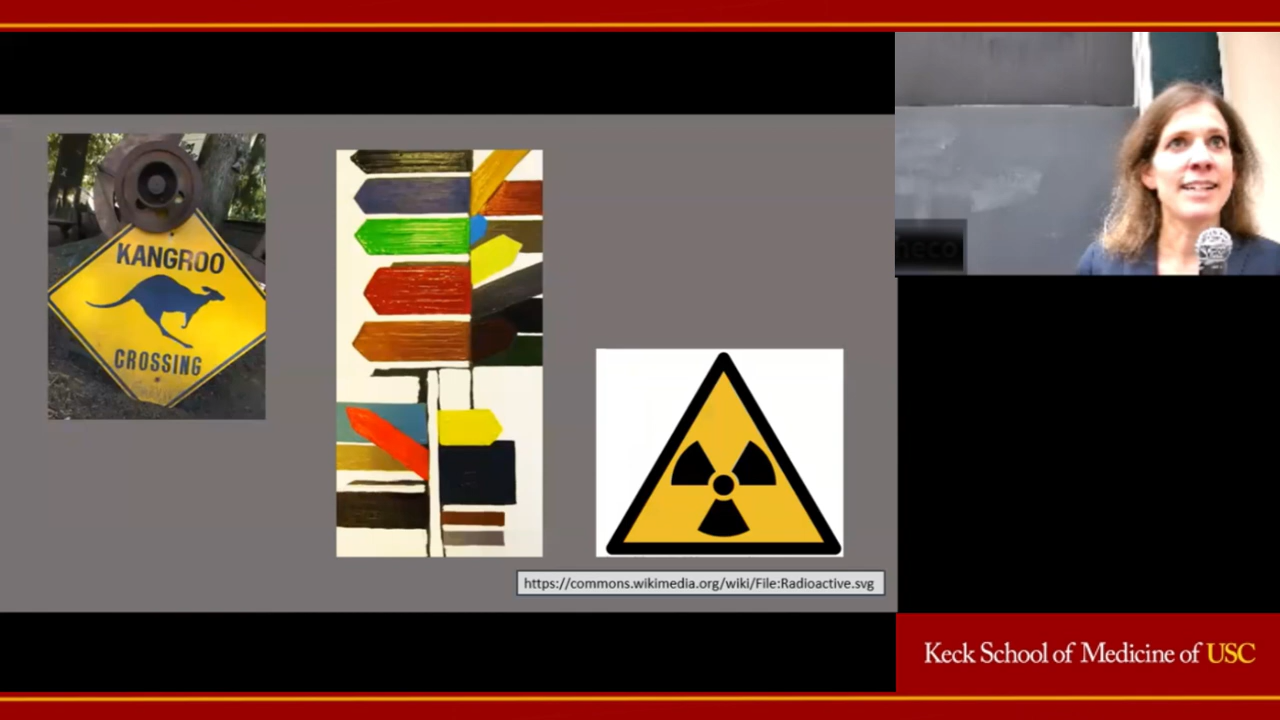 KANGROO
CROSSING
https://commons.wikimedia.org/wiki/File:Radioactive.svg
Keck School of Medicine of USC